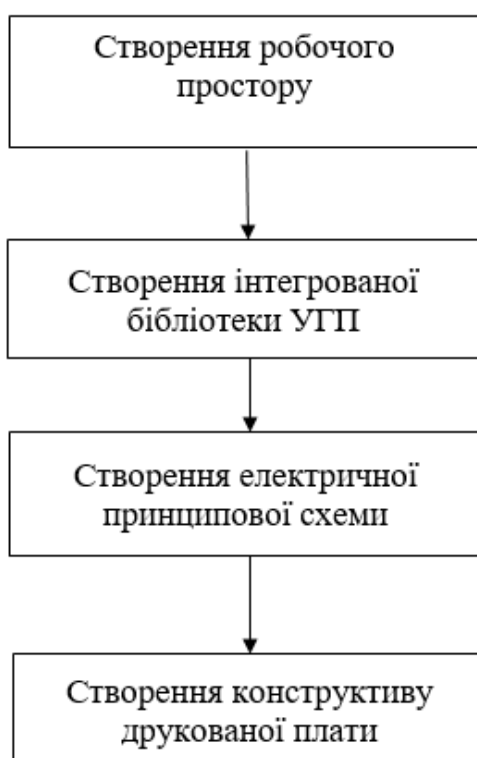 Створення робочого
простору
Створення інтегрованої
бібліотеки УГП
Створення електричної
принципової схеми
Створення конструктиву
друкованої плати